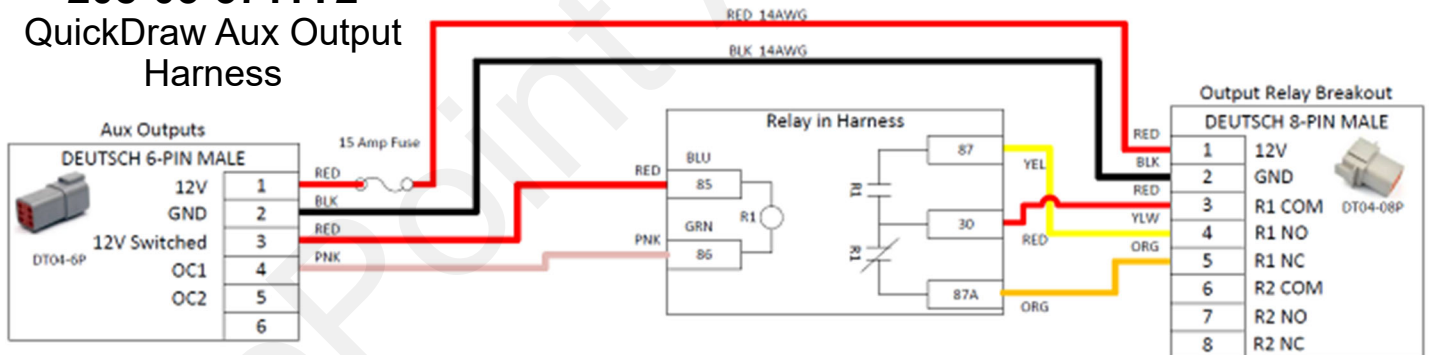 QuickDraw Aux Output
Harness
RED 14AWG
BLK 14AWG
Aux Outputs
DEUTSCH 6-PIN MALE
12V 1
GND 2
12V Switched 3
OC1 4
OC2 5
6
DT04-6P
RED
BLK
RED
PNK
15 Amp Fuse
Relay in Harness
RED
BLU
85
R1
GRN
PNK
86
R1
R1
87
30
87A
YEL
RED
ORG
Output Relay Breakout
DEUTSCH 8-PIN MALE
RED 1 12V
BLK 2 GND
RED 3 R1 COM
YLW 4 R1 NO
ORG 5 R1 NC
6 R2 COM
7 R2 NO
8 R2 NC
DT04-08P
Point